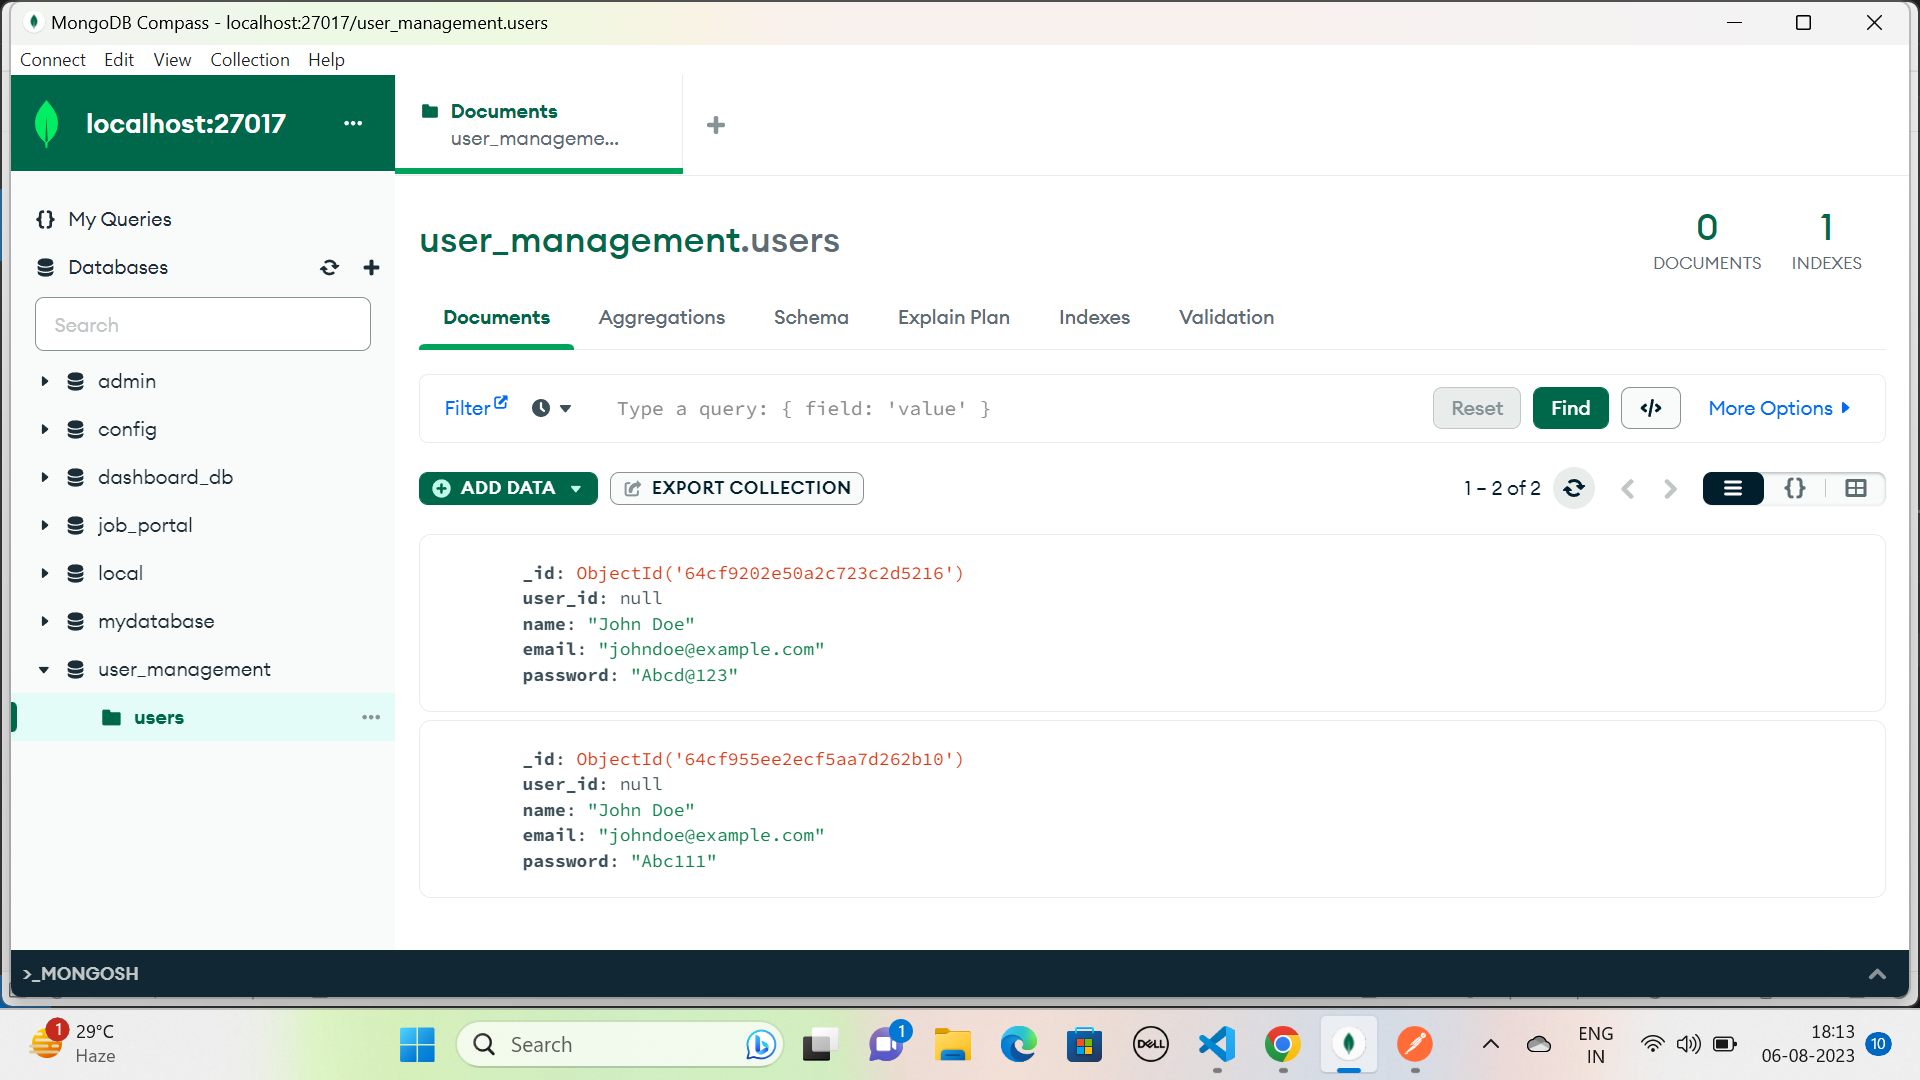 MongoDB Compass - localhost:27017/user_management.users
Connect Edit View Collection Help
localhost:27017 ...
Documents
user_manageme...
My Queries
Databases
Search
admin
config
dashboard_db
job_portal
local
mydatabase
user_management
users
user_management.users
0
DOCUMENTS
1
INDEXES
Documents Aggregations Schema Explain Plan Indexes Validation
Filter Type a query: { field: 'value' } Reset Find </> More Options
ADD DATA EXPORT COLLECTION 1 – 2 of 2 {}
_id: ObjectId('64cf9202e50a2c723c2d5216')
user_id: null
name: "John Doe"
email: "johndoe@example.com"
password: "Abcd@123"
_id: ObjectId('64cf955ee2ecf5aa7d262b10')
user_id: null
name: "John Doe"
email: "johndoe@example.com"
password: "Abc111"
>_MONGOSH
1
29°C
Haze
Search
1
DELL
ENG
IN
18:13
06-08-2023
10